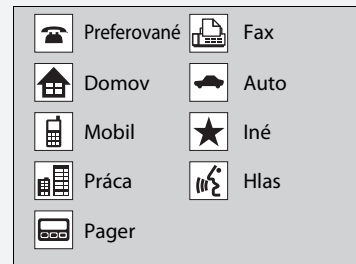 Preferované Fax
Domov Auto
Mobil Iné
Práca Hlas
Pager